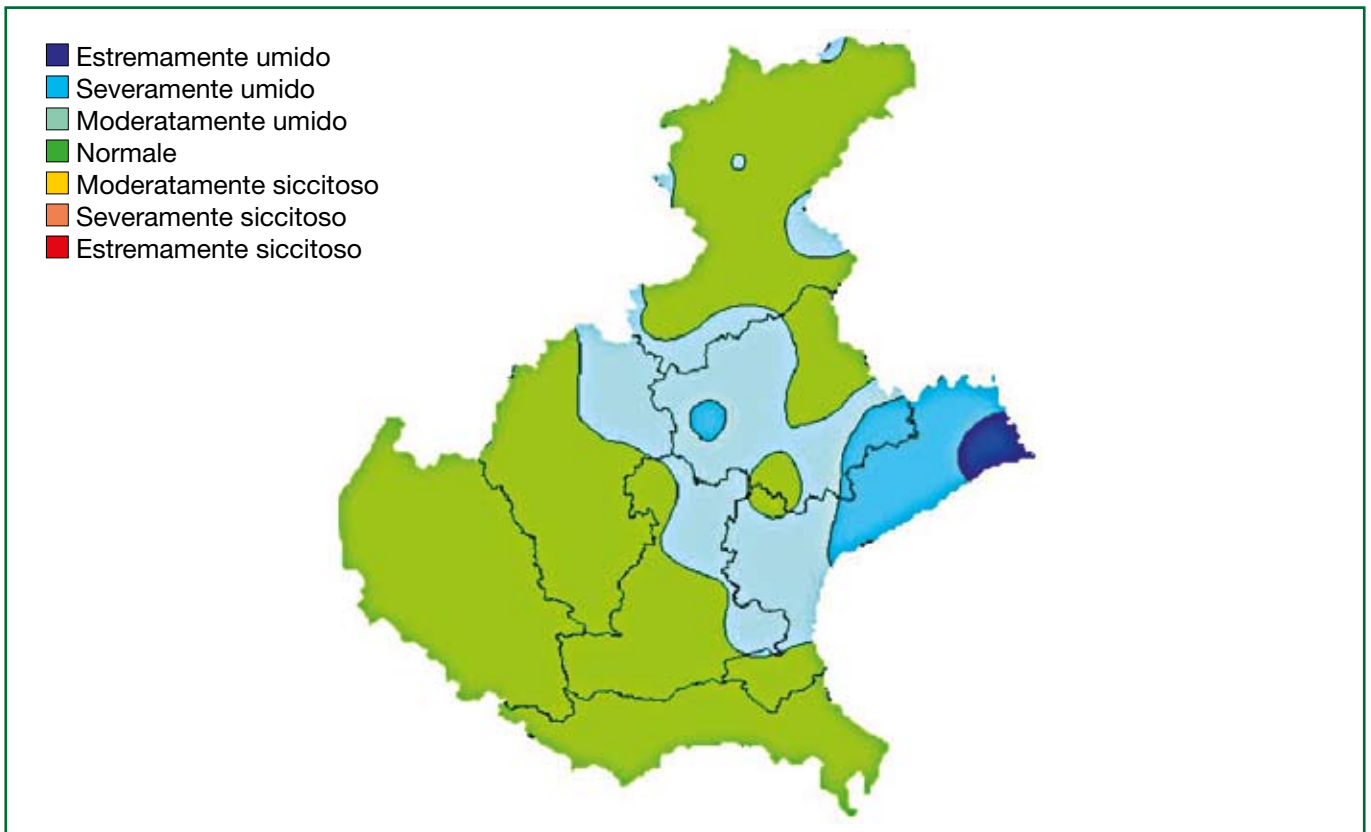 Estremamente umido
Severamente umido
Moderatamente umido
Normale
Moderatamente siccitoso
Severamente siccitoso
Estremamente siccitoso